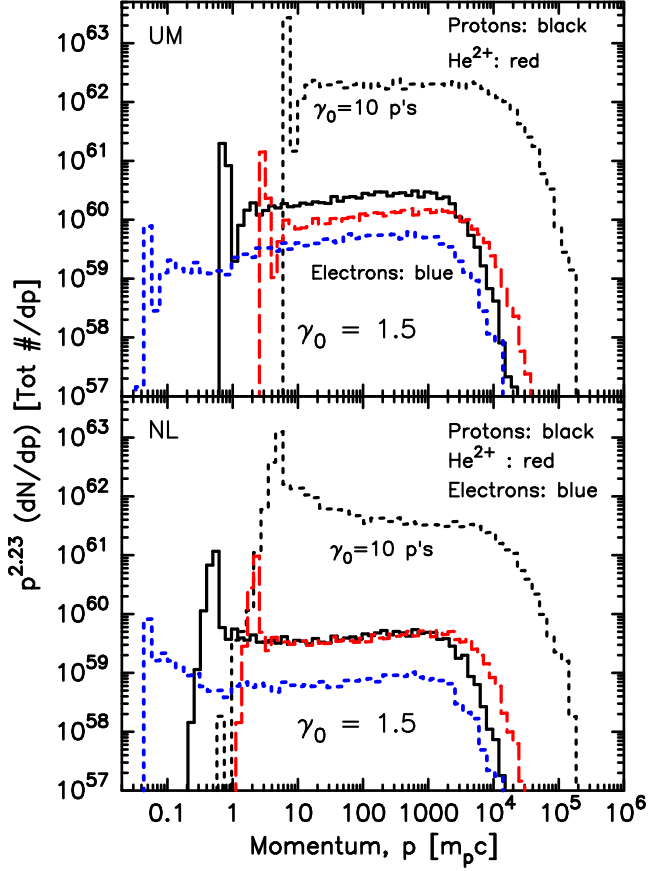 UM
Protons: black
He²⁺: red
γ₀=10 p's
Electrons: blue
γ₀ = 1.5
10⁶³
10⁶²
10⁶¹
10⁶⁰
10⁵⁹
10⁵⁸
10⁵⁷
p²·²³ (dN/dp) [Tot #/dp]
NL
Protons: black
He²⁺ : red
Electrons: blue
γ₀=10 p's
γ₀ = 1.5
10⁶³
10⁶²
10⁶¹
10⁶⁰
10⁵⁹
10⁵⁸
10⁵⁷
0.1 1 10 100 1000 10⁴ 10⁵ 10⁶
Momentum, p [mₚc]